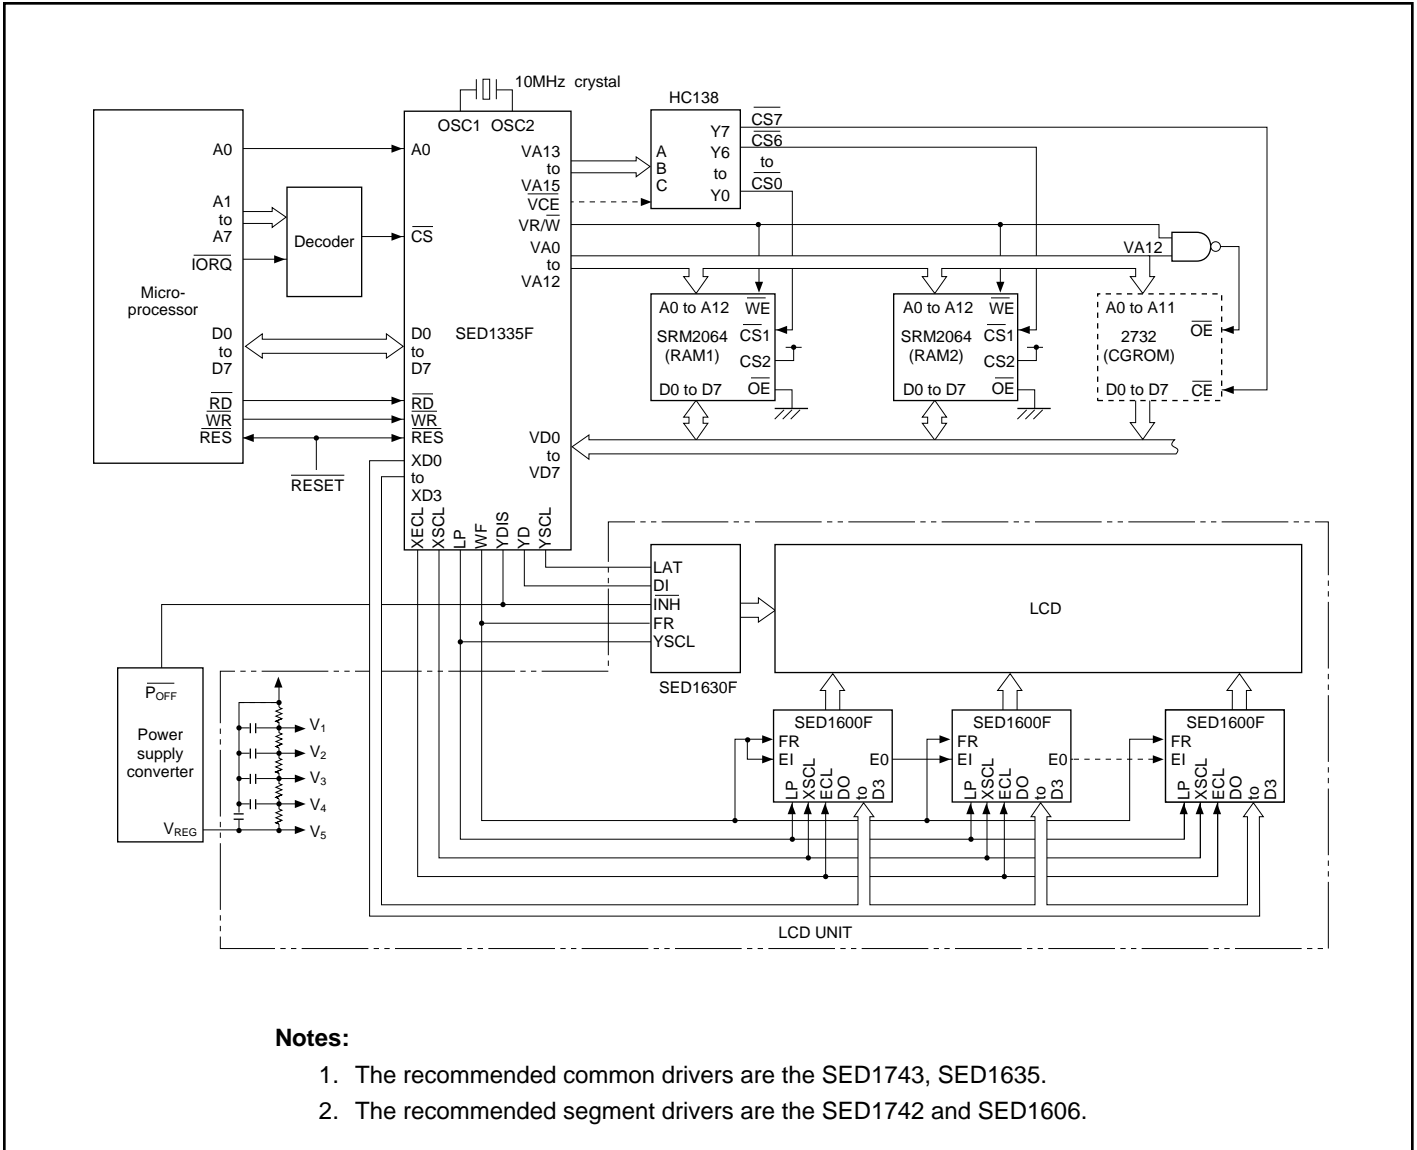 10MHz crystal
OSC1 OSC2
HC138
Micro-
processor
A0
A1
to
A7
IORQ
D0
to
D7
RD
WR
RES
RESET
Decoder
SED1335F
A0
CS
D0
to
D7
RD
WR
RES
XD0
to
XD3
VA13
to
VA15
VCE
VR/W
VA0
to
VA12
VD0
to
VD7
XECL
XSCL
LP
WF
YDIS
YD
YSCL
A
B
C
Y7
Y6
to
Y0
CS7
CS6
to
CS0
VA12
A0 to A12
WE
SRM2064
(RAM1)
CS1
CS2
D0 to D7
OE
A0 to A12
WE
SRM2064
(RAM2)
CS1
CS2
D0 to D7
OE
A0 to A11
2732
(CGROM)
OE
D0 to D7
CE
LAT
DI
INH
FR
YSCL
SED1630F
LCD
POFF
Power
supply
converter
VREG
V1
V2
V3
V4
V5
SED1600F
FR
EI
E0
LP
XSCL
ECL
DO
to
D3
SED1600F
FR
EI
E0
LP
XSCL
ECL
DO
to
D3
SED1600F
FR
EI
LP
XSCL
ECL
DO
to
D3
LCD UNIT
Notes:
1. The recommended common drivers are the SED1743, SED1635.
2. The recommended segment drivers are the SED1742 and SED1606.